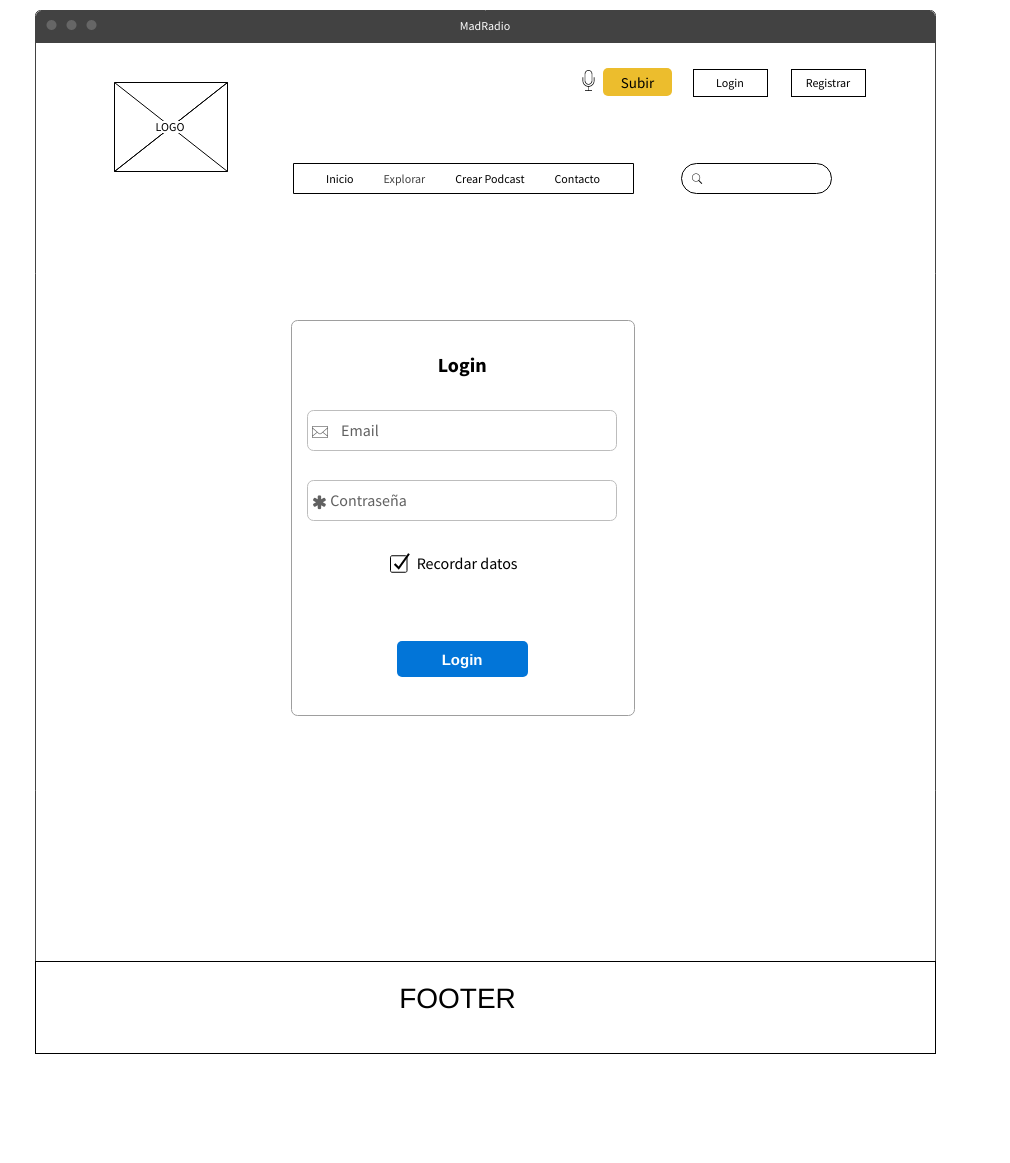 MadRadio
Subir
Login
Registrar
LOGO
Inicio
Explorar
Crear Podcast
Contacto
Login
Email
Contraseña
Recordar datos
Login
FOOTER